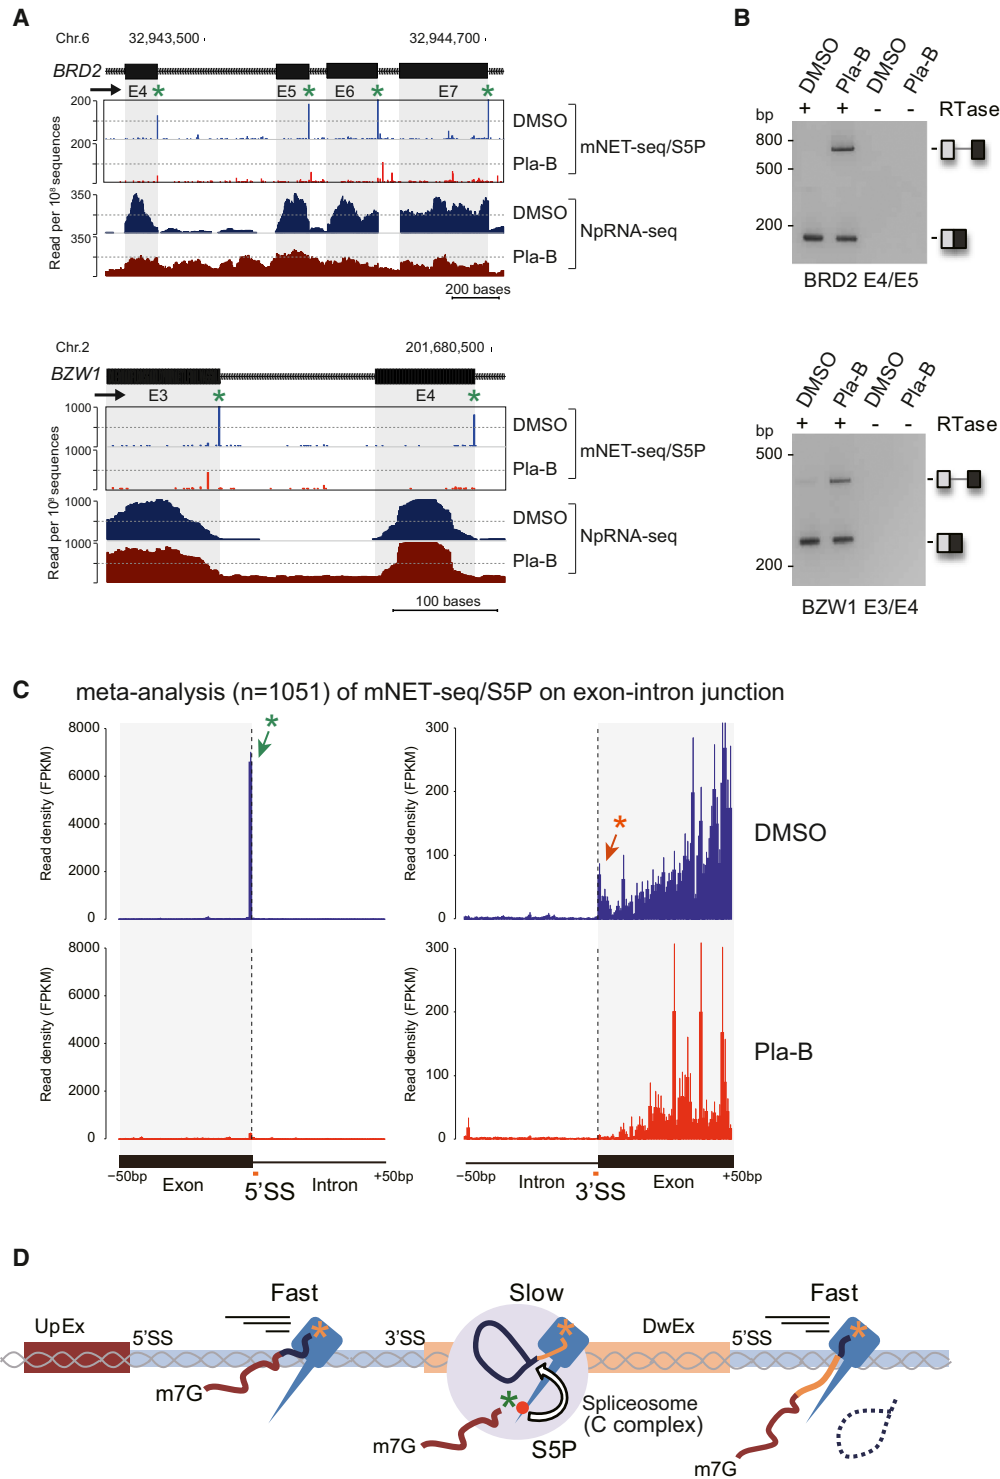 A
Chr.6 32,943,500 32,944,700
BRD2
E4 * E5 * E6 * E7 *
200
DMSO
200
Pla-B
mNET-seq/S5P
350
DMSO
350
Pla-B
NpRNA-seq
Read per 10⁸ sequences
200 bases
Chr.2 201,680,500
BZW1
E3 * E4 *
1000
DMSO
1000
Pla-B
mNET-seq/S5P
1000
DMSO
1000
Pla-B
NpRNA-seq
Read per 10⁸ sequences
100 bases
B
DMSO Pla-B DMSO Pla-B
+ + - - RTase
bp
800
500
200
BRD2 E4/E5
DMSO Pla-B DMSO Pla-B
+ + - - RTase
bp
500
200
BZW1 E3/E4
C
meta-analysis (n=1051) of mNET-seq/S5P on exon-intron junction
Read density (FPKM)
8000
6000
4000
2000
0
*
Read density (FPKM)
300
200
100
0
*
DMSO
Read density (FPKM)
8000
6000
4000
2000
0
Read density (FPKM)
300
200
100
0
Pla-B
−50bp Exon 5'SS Intron +50bp
−50bp Intron 3'SS Exon +50bp
D
Fast Slow Fast
UpEx 5'SS * 3'SS * DwEx 5'SS *
m7G
*
Spliceosome
(C complex)
S5P
m7G
m7G